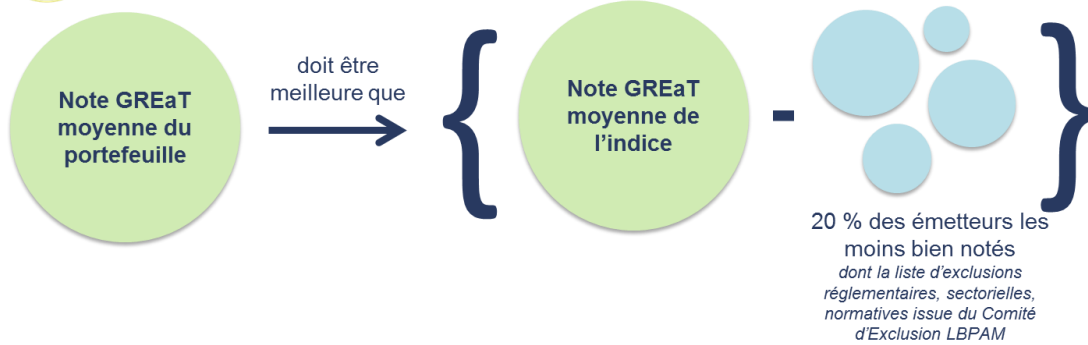 Note GREaT
moyenne du
portefeuille
doit être
meilleure que
{
Note GREaT
moyenne de
l'indice
-
}
20 % des émetteurs les
moins bien notés
dont la liste d'exclusions
réglementaires, sectorielles,
normatives issue du Comité
d'Exclusion LBPAM